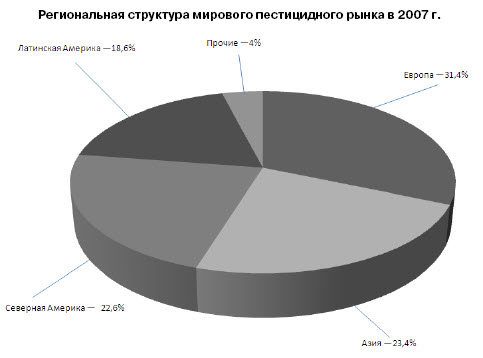 Региональная структура мирового пестицидного рынка в 2007 г.
Прочие —4%
Латинская Америка —18,6%
Европа —31,4%
Северная Америка — 22,6%
Азия —23,4%